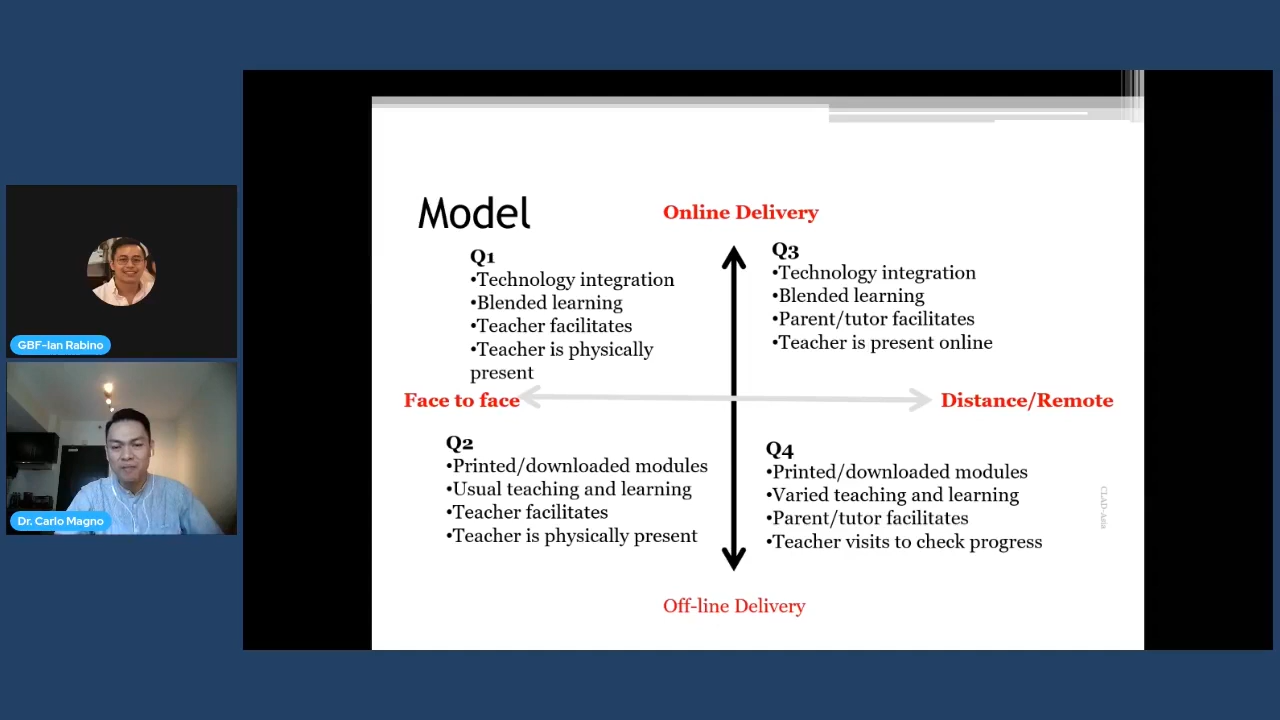 GBF-Ian Rabino
Dr. Carlo Magno
Model
Online Delivery
Q1
•Technology integration
•Blended learning
•Teacher facilitates
•Teacher is physically
present
Q3
•Technology integration
•Blended learning
•Parent/tutor facilitates
•Teacher is present online
Face to face
Distance/Remote
Q2
•Printed/downloaded modules
•Usual teaching and learning
•Teacher facilitates
•Teacher is physically present
Q4
•Printed/downloaded modules
•Varied teaching and learning
•Parent/tutor facilitates
•Teacher visits to check progress
CLAD-Asia
Off-line Delivery